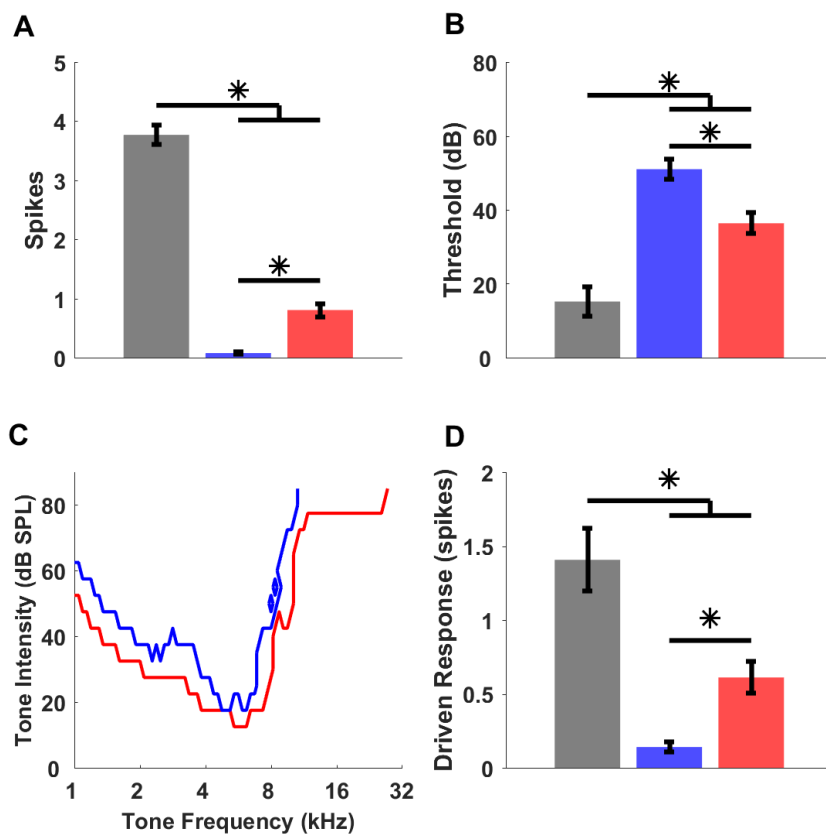 A
5
4
3
2
1
0
Spikes
*
*
B
80
60
40
20
0
Threshold (dB)
*
*
C
80
60
40
20
0
Tone Intensity (dB SPL)
1 2 4 8 16 32
Tone Frequency (kHz)
D
2
1.5
1
0.5
0
Driven Response (spikes)
*
*